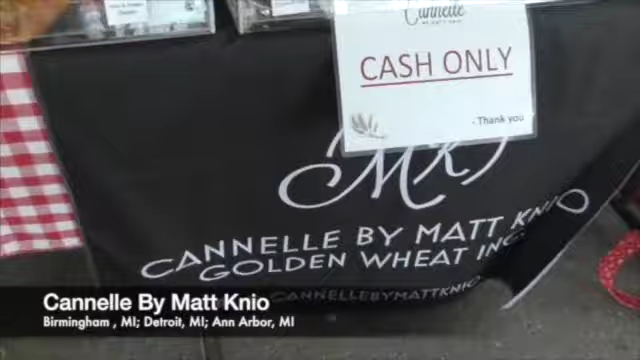 Cannelle
CASH ONLY
- Thank you
MK
CANNELLE BY MATT KNIO
GOLDEN WHEAT INC.
CANNELLEBYMATTKNIO
Cannelle By Matt Knio
Birmingham , MI; Detroit, MI; Ann Arbor, MI